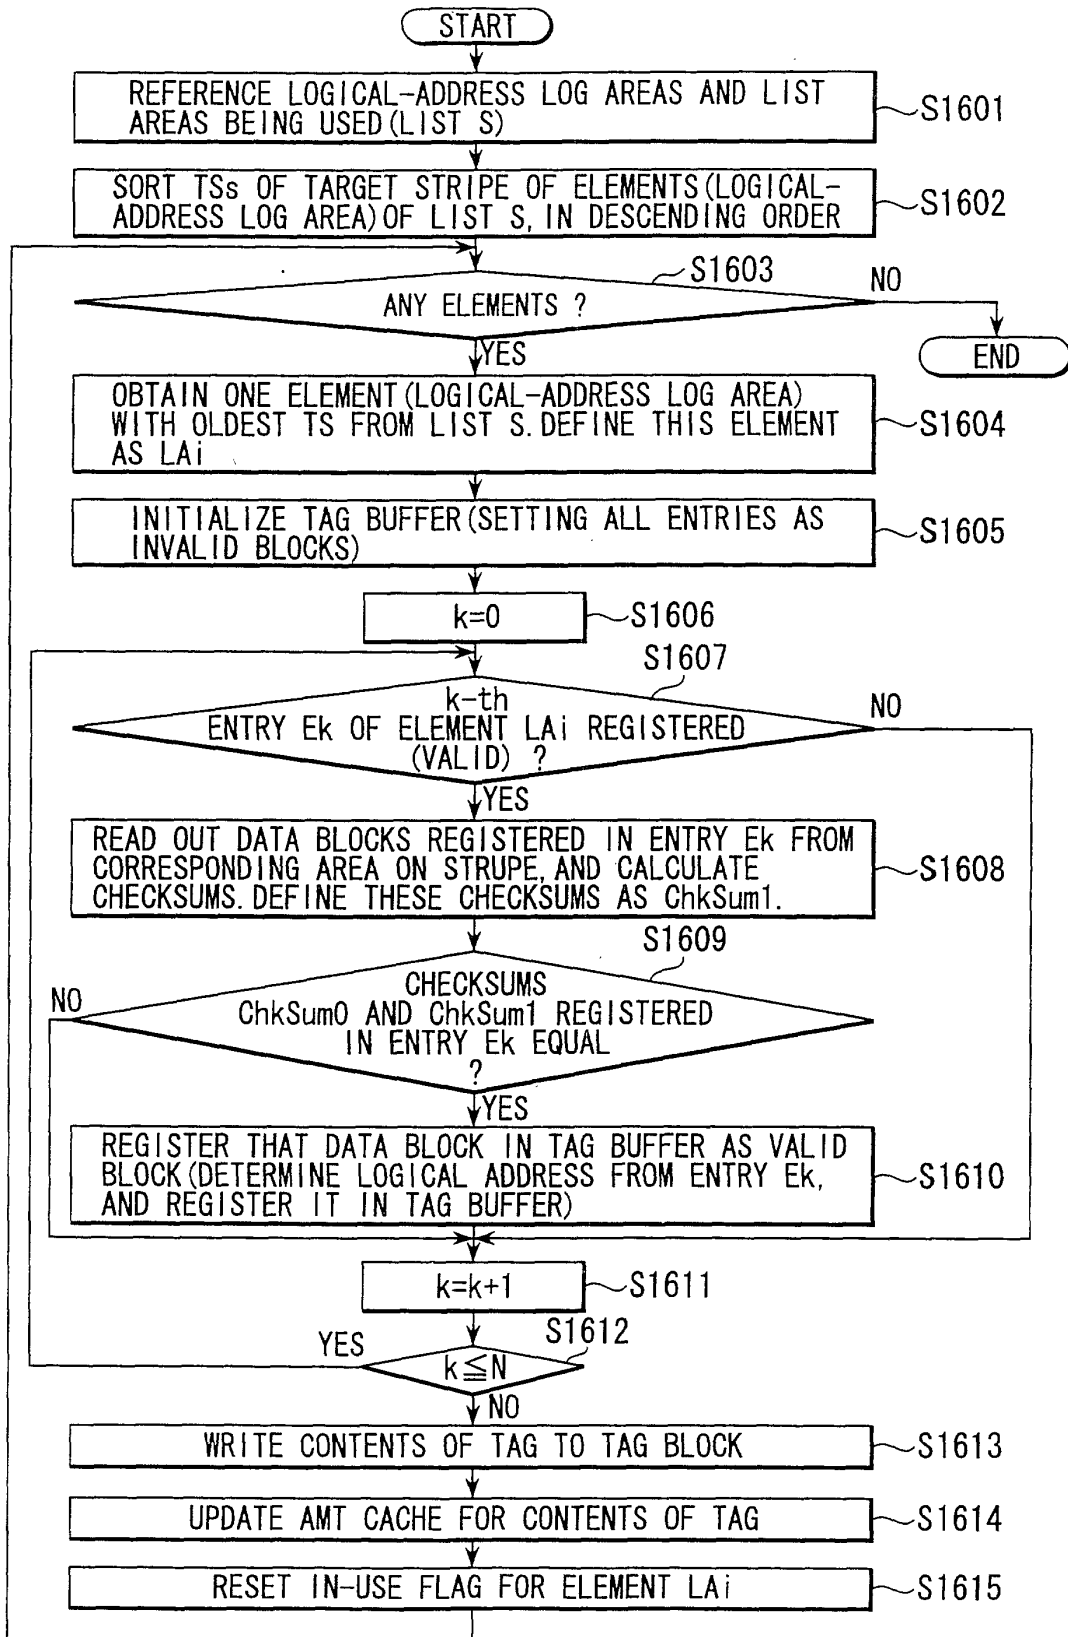 START
REFERENCE LOGICAL-ADDRESS LOG AREAS AND LIST
AREAS BEING USED(LIST S)
S1601
SORT TSs OF TARGET STRIPE OF ELEMENTS(LOGICAL-
ADDRESS LOG AREA)OF LIST S, IN DESCENDING ORDER
S1602
S1603
ANY ELEMENTS ?
NO
YES
END
OBTAIN ONE ELEMENT(LOGICAL-ADDRESS LOG AREA)
WITH OLDEST TS FROM LIST S.DEFINE THIS ELEMENT
AS LAi
S1604
INITIALIZE TAG BUFFER(SETTING ALL ENTRIES AS
INVALID BLOCKS)
S1605
k=0
S1606
S1607
k-th
ENTRY Ek OF ELEMENT LAi REGISTERED
(VALID) ?
NO
YES
READ OUT DATA BLOCKS REGISTERED IN ENTRY Ek FROM
CORRESPONDING AREA ON STRUPE,AND CALCULATE
CHECKSUMS.DEFINE THESE CHECKSUMS AS ChkSum1.
S1608
S1609
CHECKSUMS
ChkSum0 AND ChkSum1 REGISTERED
IN ENTRY Ek EQUAL
?
NO
YES
REGISTER THAT DATA BLOCK IN TAG BUFFER AS VALID
BLOCK(DETERMINE LOGICAL ADDRESS FROM ENTRY Ek,
AND REGISTER IT IN TAG BUFFER)
S1610
k=k+1
S1611
S1612
YES
k≦N
NO
WRITE CONTENTS OF TAG TO TAG BLOCK
S1613
UPDATE AMT CACHE FOR CONTENTS OF TAG
S1614
RESET IN-USE FLAG FOR ELEMENT LAi
S1615